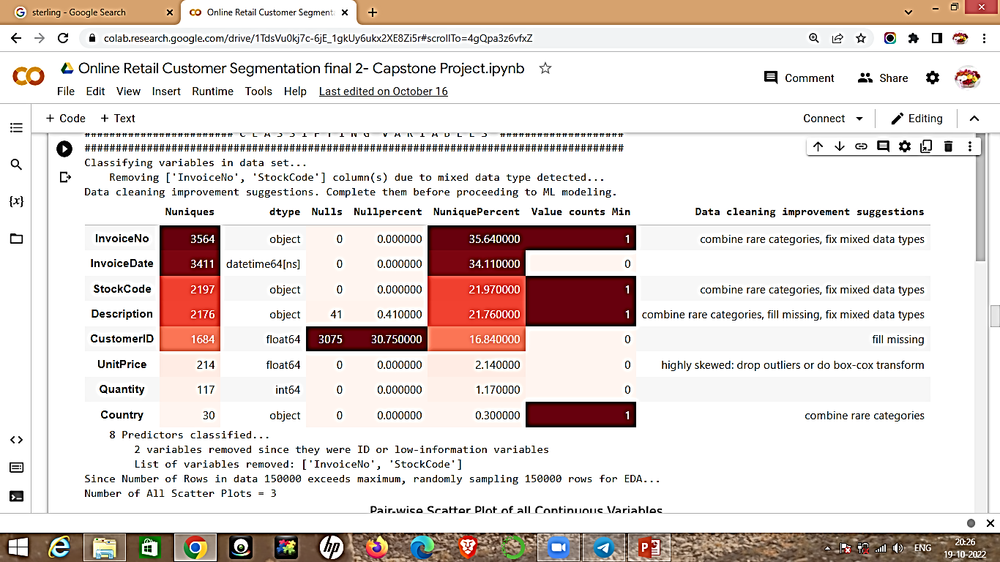 sterling - Google Search
Online Retail Customer Segmenta
colab.research.google.com/drive/1TdsVu0kj7c-6jE_1gkUy6ukx2XE8Zi5r#scrollTo=4gQpa3z6vfxZ
Online Retail Customer Segmentation final 2- Capstone Project.ipynb
Comment
Share
File Edit View Insert Runtime Tools Help Last edited on October 16
+ Code + Text
Connect
Editing
######################## C L A S S I F Y I N G V A R I A B L E S ####################
#######################################################################################
Classifying variables in data set...
Removing ['InvoiceNo', 'StockCode'] column(s) due to mixed data type detected...
Data cleaning improvement suggestions. Complete them before proceeding to ML modeling.
Nuniques dtype Nulls Nullpercent NuniquePercent Value counts Min Data cleaning improvement suggestions
InvoiceNo 3564 object 0 0.000000 35.640000 1 combine rare categories, fix mixed data types
InvoiceDate 3411 datetime64[ns] 0 0.000000 34.110000 0
StockCode 2197 object 0 0.000000 21.970000 1 combine rare categories, fix mixed data types
Description 2176 object 41 0.410000 21.760000 1 combine rare categories, fill missing, fix mixed data types
CustomerID 1684 float64 3075 30.750000 16.840000 0 fill missing
UnitPrice 214 float64 0 0.000000 2.140000 0 highly skewed: drop outliers or do box-cox transform
Quantity 117 int64 0 0.000000 1.170000 0
Country 30 object 0 0.000000 0.300000 1 combine rare categories
8 Predictors classified...
2 variables removed since they were ID or low-information variables
List of variables removed: ['InvoiceNo', 'StockCode']
Since Number of Rows in data 150000 exceeds maximum, randomly sampling 150000 rows for EDA...
Number of All Scatter Plots = 3
Pair-wise Scatter Plot of all Continuous Variables
ENG
20:26
19-10-2022